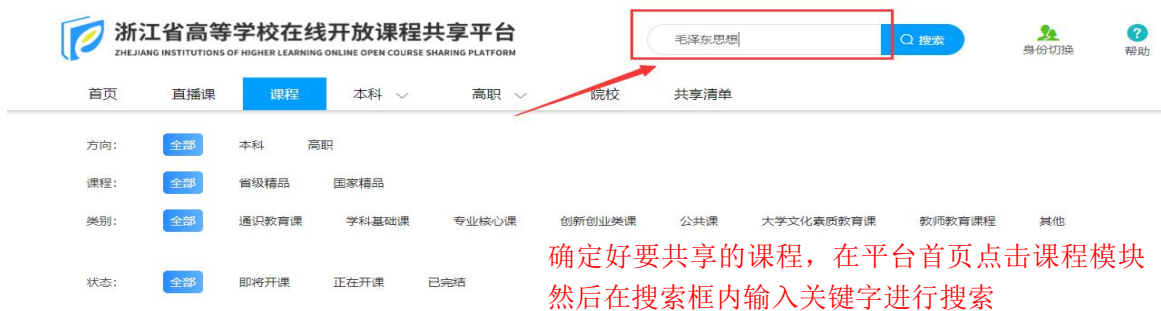 浙江省高等学校在线开放课程共享平台
ZHEJIANG INSTITUTIONS OF HIGHER LEARNING ONLINE OPEN COURSE SHARING PLATFORM
毛泽东思想
搜索
身份切换
帮助
首页 直播课 课程 本科 高职 院校 共享清单
方向: 全部 本科 高职
课程: 全部 省级精品 国家精品
类别: 全部 通识教育课 学科基础课 专业核心课 创新创业类课 公共课 大学文化素质教育课 教师教育课程 其他
状态: 全部 即将开课 正在开课 已完结
确定好要共享的课程，在平台首页点击课程模块
然后在搜索框内输入关键字进行搜索